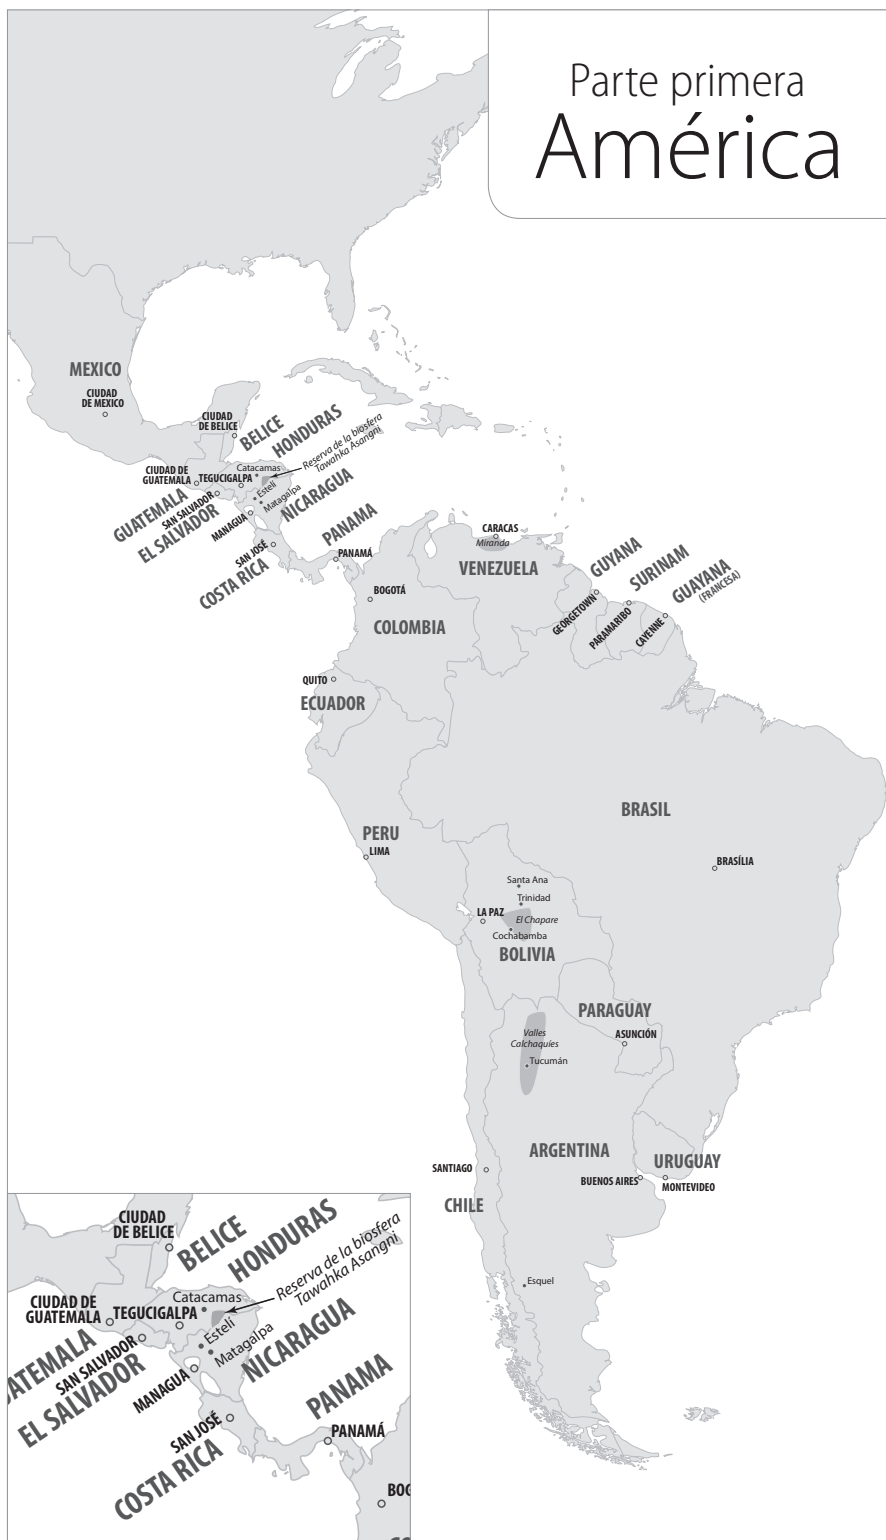 Parte primera
América
MEXICO
CIUDAD
DE MEXICO
CIUDAD
DE BELICE
BELICE
HONDURAS
Reserva de la biosfera
Tawahka Asangni
Catacamas
CIUDAD DE
GUATEMALA
TEGUCIGALPA
Estelí
Matagalpa
NICARAGUA
GUATEMALA
SAN SALVADOR
EL SALVADOR
MANAGUA
PANAMA
SAN JOSÉ
PANAMÁ
COSTA RICA
CARACAS
Miranda
VENEZUELA
GUYANA
SURINAM
GUAYANA
(FRANCESA)
GEORGETOWN
PARAMARIBO
CAYENNE
BOGOTÁ
COLOMBIA
QUITO
ECUADOR
BRASIL
PERU
LIMA
BRASÍLIA
Santa Ana
Trinidad
LA PAZ
El Chapare
Cochabamba
BOLIVIA
PARAGUAY
ASUNCIÓN
Valles
Calchaquíes
Tucumán
ARGENTINA
URUGUAY
SANTIAGO
BUENOS AIRES
MONTEVIDEO
CHILE
Esquel
CIUDAD
DE BELICE
BELICE
HONDURAS
Reserva de la biosfera
Tawahka Asangni
Catacamas
CIUDAD DE
GUATEMALA
TEGUCIGALPA
Estelí
Matagalpa
NICARAGUA
UATEMALA
SAN SALVADOR
EL SALVADOR
MANAGUA
PANAMA
SAN JOSÉ
PANAMÁ
COSTA RICA
BOG